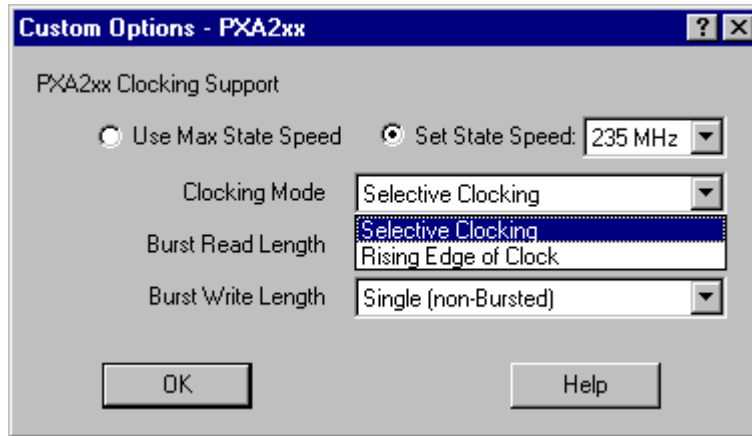 Custom Options - PXA2xx
PXA2xx Clocking Support
Use Max State Speed Set State Speed: 235 MHz
Clocking Mode Selective Clocking
Selective Clocking
Burst Read Length Rising Edge of Clock
Burst Write Length Single (non-Bursted)
OK Help